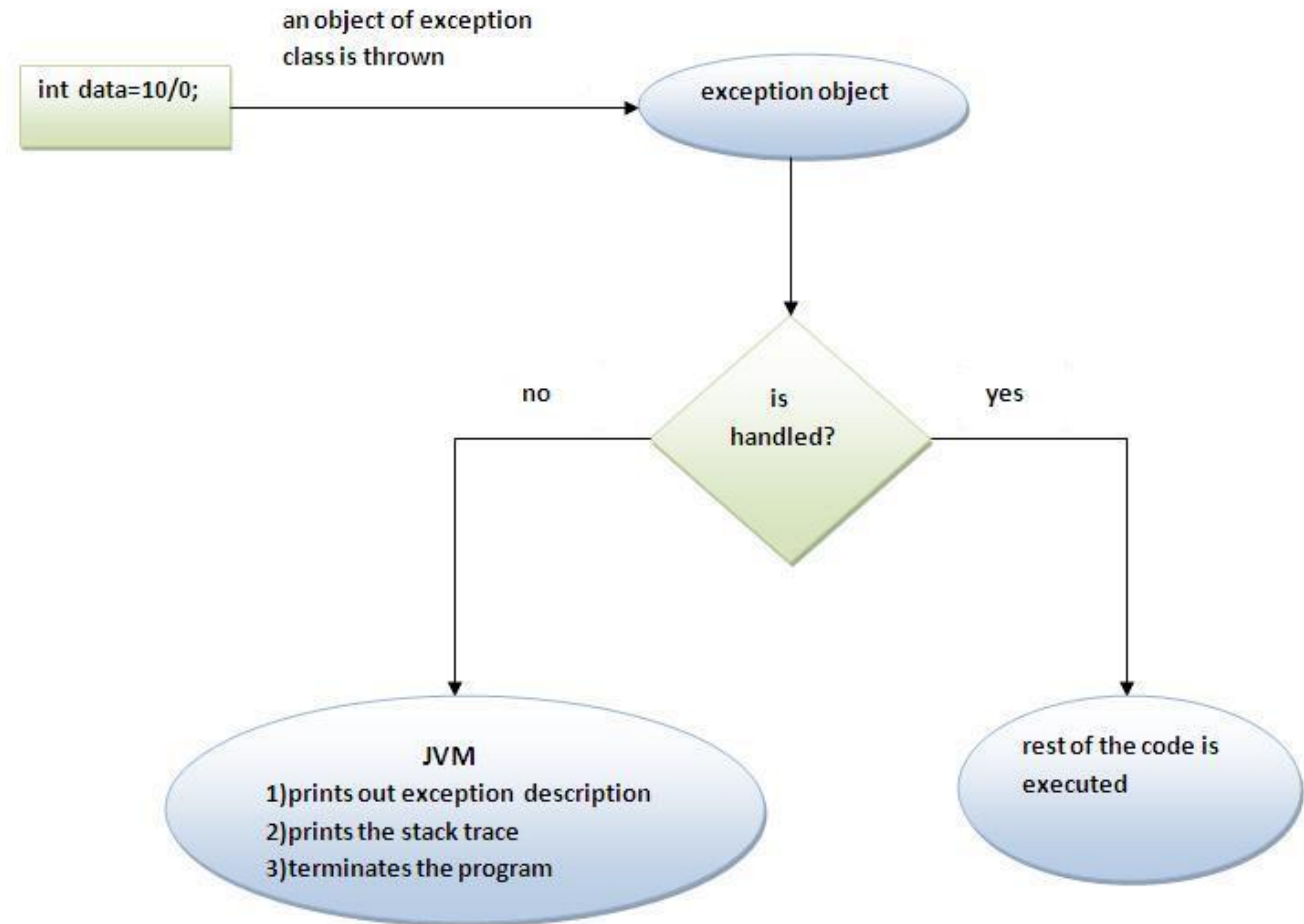 an object of exception
class is thrown
int data=10/0;
exception object
no
yes
is
handled?
JVM
1)prints out exception description
2)prints the stack trace
3)terminates the program
rest of the code is
executed